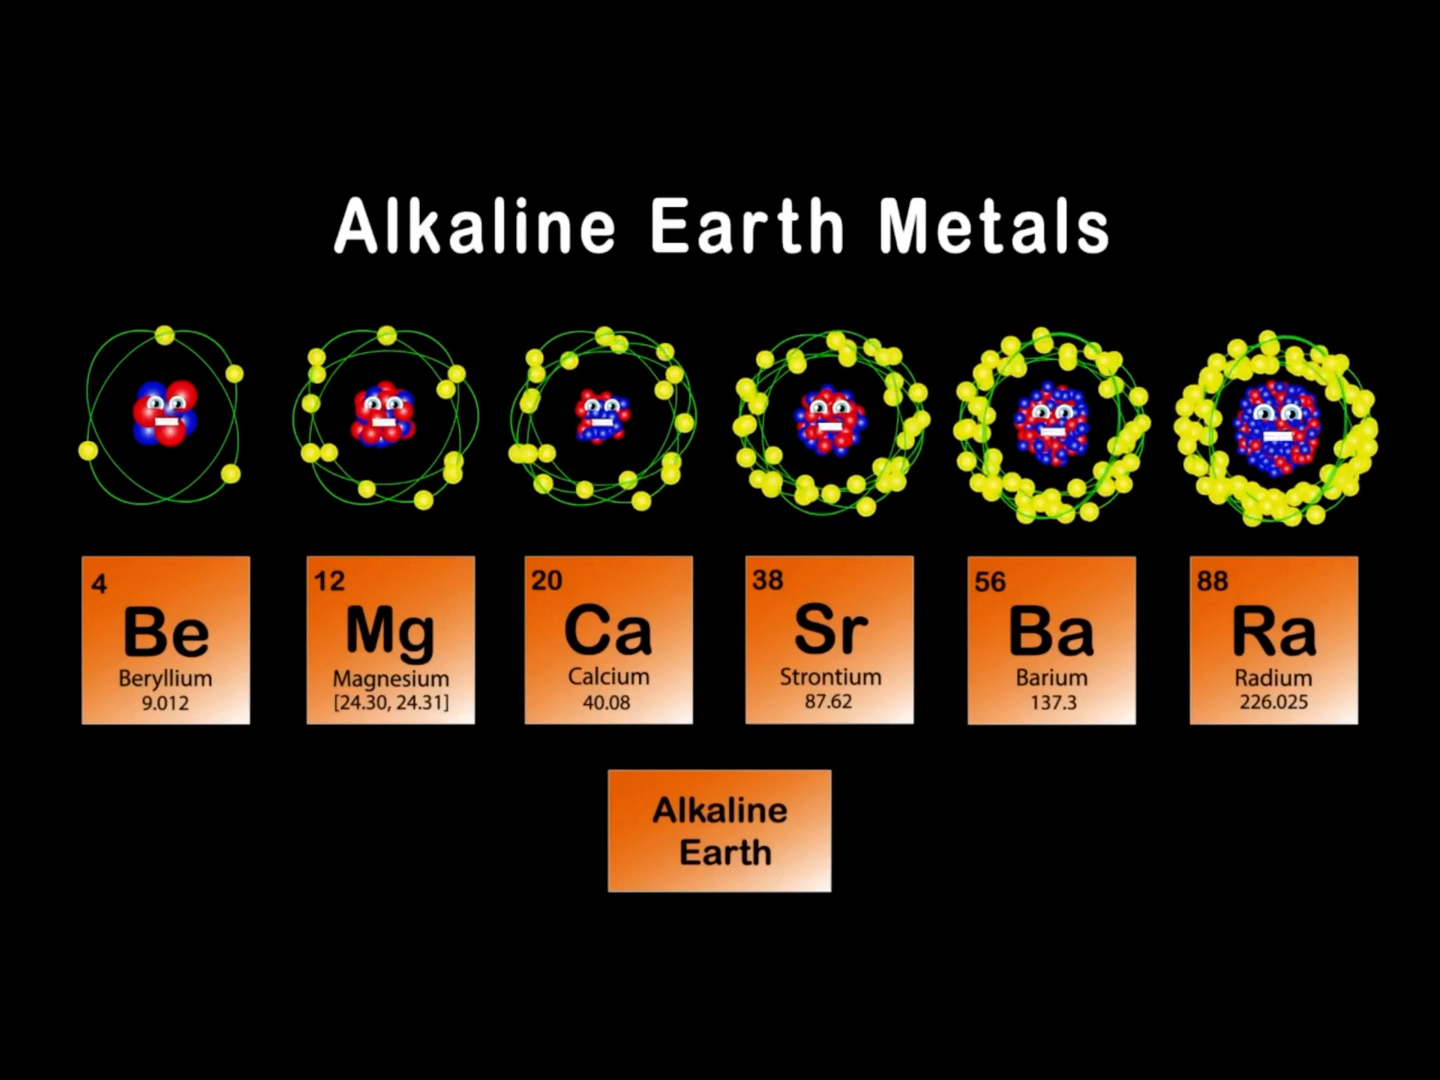 Alkaline Earth Metals
4
Be
Beryllium
9.012
12
Mg
Magnesium
[24.30, 24.31]
20
Ca
Calcium
40.08
38
Sr
Strontium
87.62
56
Ba
Barium
137.3
88
Ra
Radium
226.025
Alkaline
Earth